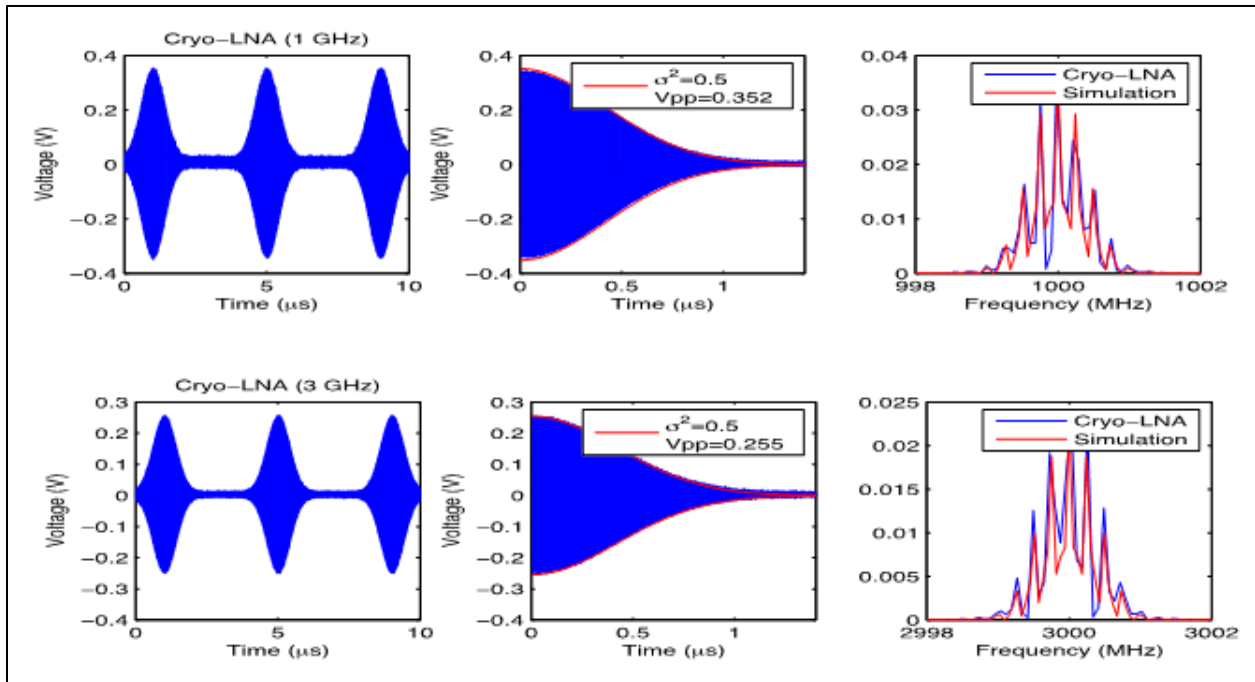 Cryo−LNA (1 GHz)
Voltage (V)
0.4
0.2
0
−0.2
−0.4
0
5
10
Time (μs)
Voltage (V)
0.4
0.2
0
−0.2
−0.4
0
0.5
1
Time (μs)
σ²=0.5
Vpp=0.352
0.04
0.03
0.02
0.01
0
998
1000
1002
Frequency (MHz)
Cryo−LNA
Simulation
Cryo−LNA (3 GHz)
Voltage (V)
0.3
0.2
0.1
0
−0.1
−0.2
−0.3
−0.4
0
5
10
Time (μs)
Voltage (V)
0.3
0.2
0.1
0
−0.1
−0.2
−0.3
−0.4
0
0.5
1
Time (μs)
σ²=0.5
Vpp=0.255
0.025
0.02
0.015
0.01
0.005
0
2998
3000
3002
Frequency (MHz)
Cryo−LNA
Simulation